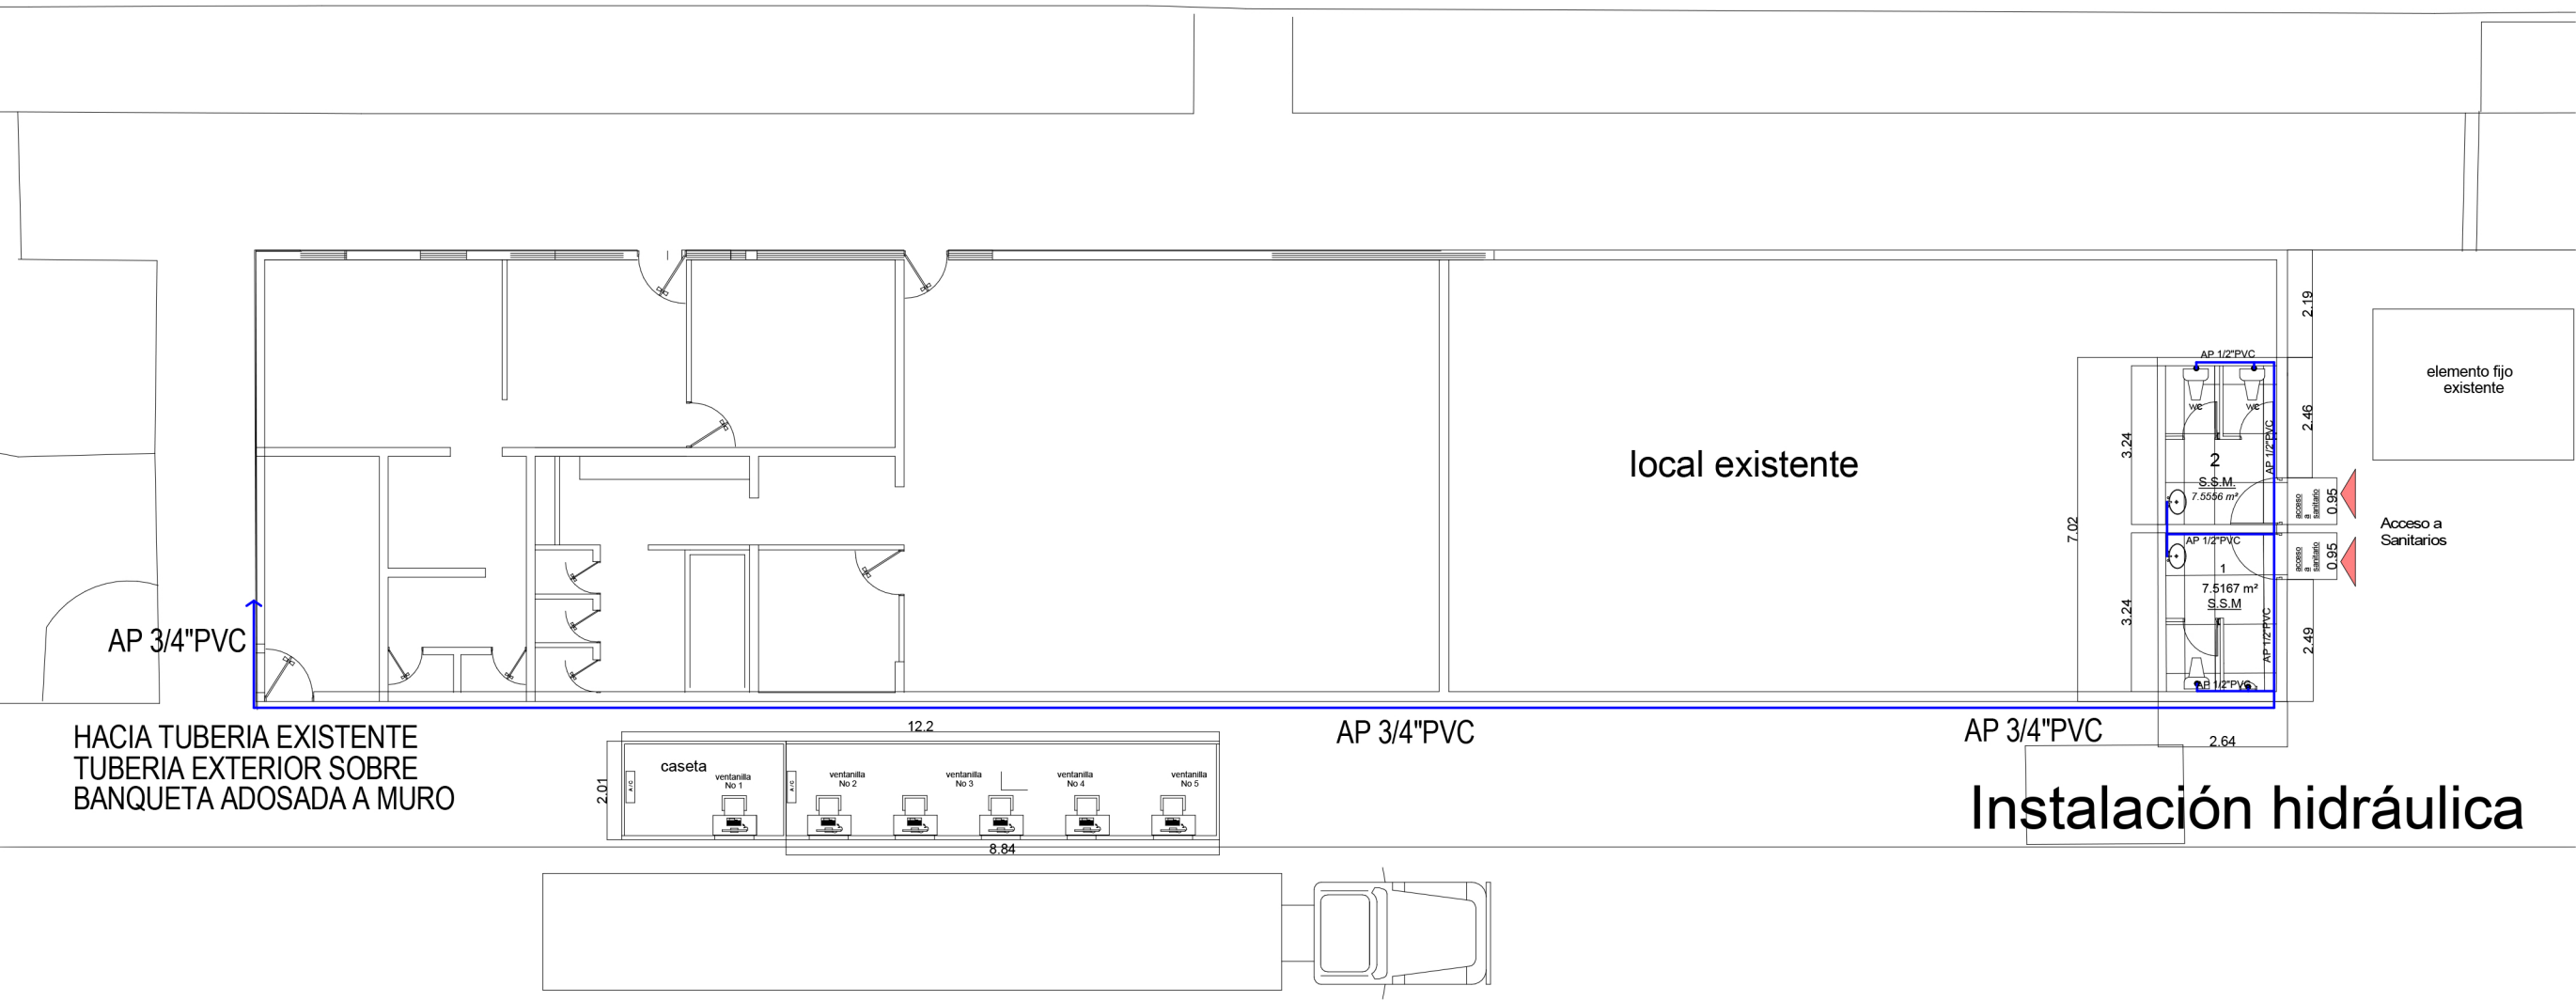 2.19
AP 1/2"PVC
elemento fijo
existente
WC
WC
2.46
AP 1/2"PVC
3.24
local existente
2
S.S.M.
7.5556 m²
acceso
a
sanitario
0.95
7.02
Acceso a
Sanitarios
AP 1/2"PVC
acceso
a
sanitario
0.95
1
7.5167 m²
S.S.M
3.24
AP 1/2"PVC
2.49
AP 1/2"PVC
AP 3/4"PVC
HACIA TUBERIA EXISTENTE
TUBERIA EXTERIOR SOBRE
BANQUETA ADOSADA A MURO
12.2
AP 3/4"PVC
AP 3/4"PVC
2.64
2.01
caseta
A/C
ventanilla
No 1
A/C
ventanilla
No 2
ventanilla
No 3
ventanilla
No 4
ventanilla
No 5
8.84
Instalación hidráulica